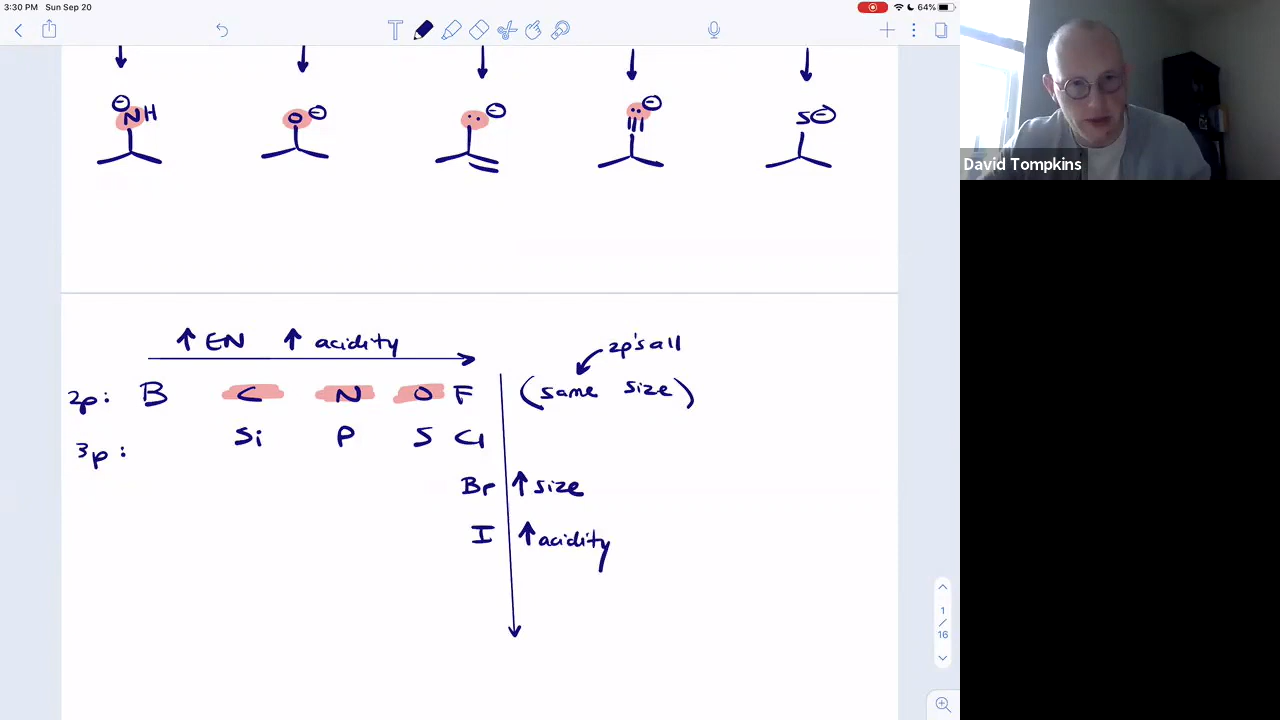 3:30 PM Sun Sep 20
64%
T
⊖
NH
O⊖
⊖
⊖
S⊖
David Tompkins
↑ EN ↑ acidity
2p's all
2p: B C N O F (same size)
3p: Si P S Cl
Br ↑ size
I ↑ acidity
1
/
16